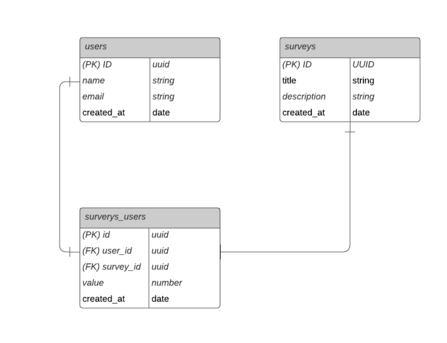 users
(PK) ID uuid
name string
email string
created_at date
surveys
(PK) ID UUID
title string
description string
created_at date
surverys_users
(PK) id uuid
(FK) user_id uuid
(FK) survey_id uuid
value number
created_at date